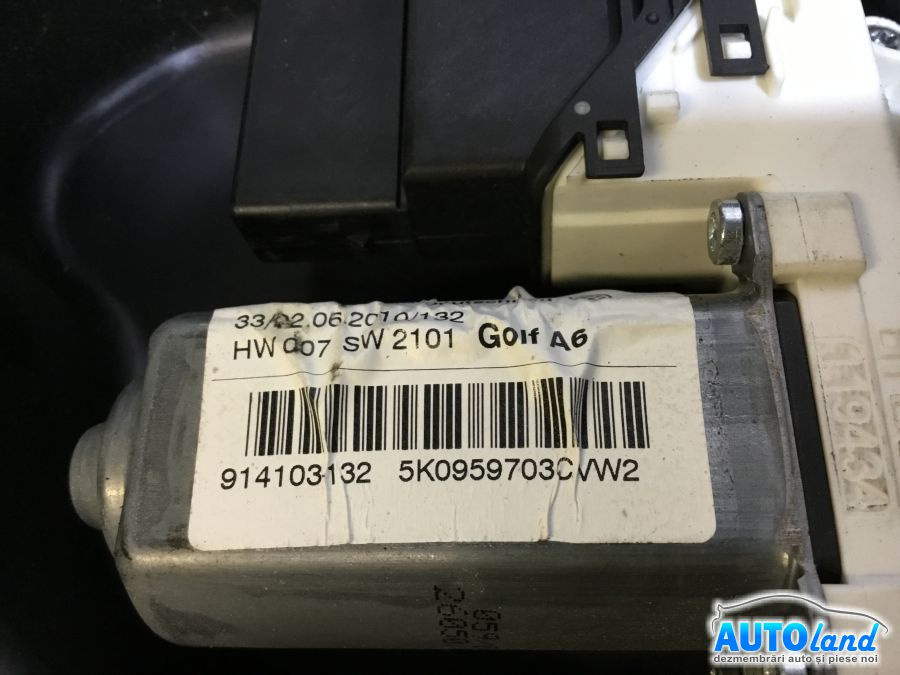 33/02.06.2010/132
HW 007 SW 2101 Golf A6
914103132 5K0959703CVW2
119434
AUTOland
dezmembrări auto și piese noi